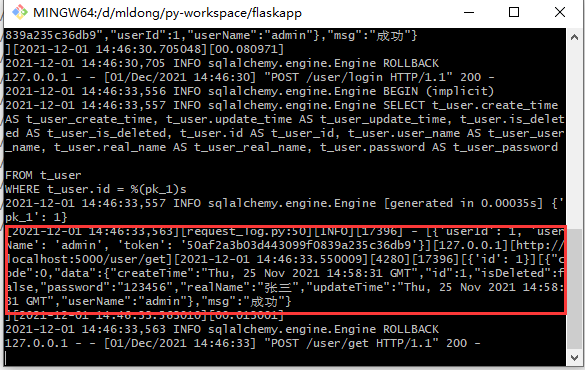 MINGW64:/d/mldong/py-workspace/flaskapp
839a235c36db9","userId":1,"userName":"admin"},"msg":"成功"}
][2021-12-01 14:46:30.705048][00.080971]
2021-12-01 14:46:30,705 INFO sqlalchemy.engine.Engine ROLLBACK
127.0.0.1 - - [01/Dec/2021 14:46:30] "POST /user/login HTTP/1.1" 200 -
2021-12-01 14:46:33,556 INFO sqlalchemy.engine.Engine BEGIN (implicit)
2021-12-01 14:46:33,557 INFO sqlalchemy.engine.Engine SELECT t_user.create_time
AS t_user_create_time, t_user.update_time AS t_user_update_time, t_user.is_delet
ed AS t_user_is_deleted, t_user.id AS t_user_id, t_user.user_name AS t_user_user
_name, t_user.real_name AS t_user_real_name, t_user.password AS t_user_password
FROM t_user
WHERE t_user.id = %(pk_1)s
2021-12-01 14:46:33,557 INFO sqlalchemy.engine.Engine [generated in 0.00035s] {'
pk_1': 1}
[2021-12-01 14:46:33,563][request_log.py:50][INFO][17396] - [{'userId': 1, 'user
Name': 'admin', 'token': '50af2a3b03d443099f0839a235c36db9'}][127.0.0.1][http://
localhost:5000/user/get][2021-12-01 14:46:33.550009][4280][17396][{'id': 1}][{"c
ode":0,"data":{"createTime":"Thu, 25 Nov 2021 14:58:31 GMT","id":1,"isDeleted":f
alse,"password":"123456","realName":"张三","updateTime":"Thu, 25 Nov 2021 14:58:
31 GMT","userName":"admin"},"msg":"成功"}
][2021-12-01 14:46:33.563010][00.013001]
2021-12-01 14:46:33,563 INFO sqlalchemy.engine.Engine ROLLBACK
127.0.0.1 - - [01/Dec/2021 14:46:33] "POST /user/get HTTP/1.1" 200 -